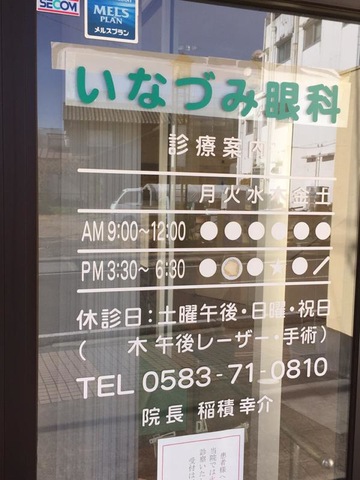 SECOM
MEL'S PLAN
メルスプラン
いなづみ眼科
診療案内
月火水木金土
AM 9:00~12:00 ●●●●●●
PM 3:30~ 6:30 ●●●★●/
休診日:土曜午後・日曜・祝日
( 木 午後レーザー・手術)
TEL 0583-71-0810
院長 稲積 幸介